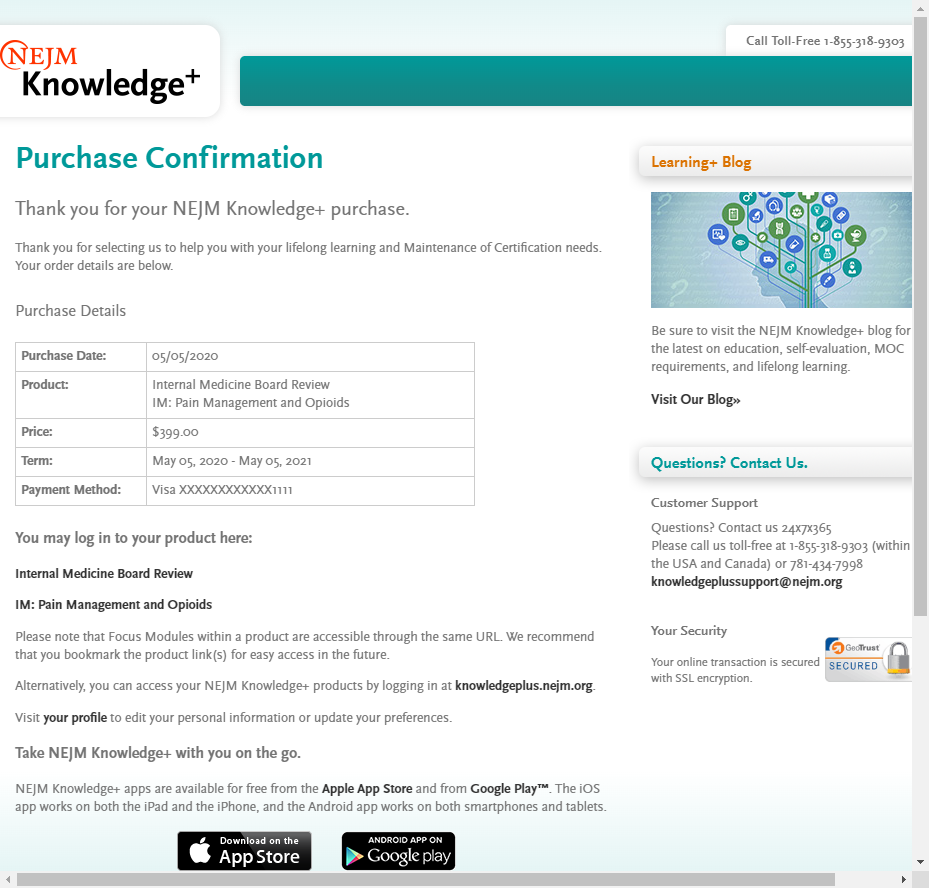 Call Toll-Free 1-855-318-9303
NEJM
Knowledge+
Purchase Confirmation
Thank you for your NEJM Knowledge+ purchase.
Thank you for selecting us to help you with your lifelong learning and Maintenance of Certification needs.
Your order details are below.
Purchase Details
Purchase Date: 05/05/2020
Product: Internal Medicine Board Review
IM: Pain Management and Opioids
Price: $399.00
Term: May 05, 2020 - May 05, 2021
Payment Method: Visa XXXXXXXXXXXX1111
You may log in to your product here:
Internal Medicine Board Review
IM: Pain Management and Opioids
Please note that Focus Modules within a product are accessible through the same URL. We recommend
that you bookmark the product link(s) for easy access in the future.
Alternatively, you can access your NEJM Knowledge+ products by logging in at knowledgeplus.nejm.org.
Visit your profile to edit your personal information or update your preferences.
Take NEJM Knowledge+ with you on the go.
NEJM Knowledge+ apps are available for free from the Apple App Store and from Google Play™. The iOS
app works on both the iPad and the iPhone, and the Android app works on both smartphones and tablets.
Download on the
App Store
ANDROID APP ON
Google play
Learning+ Blog
Be sure to visit the NEJM Knowledge+ blog for
the latest on education, self-evaluation, MOC
requirements, and lifelong learning.
Visit Our Blog»
Questions? Contact Us.
Customer Support
Questions? Contact us 24x7x365
Please call us toll-free at 1-855-318-9303 (within
the USA and Canada) or 781-434-7998
knowledgeplussupport@nejm.org
Your Security
Your online transaction is secured
with SSL encryption.
GeoTrust
SECURED